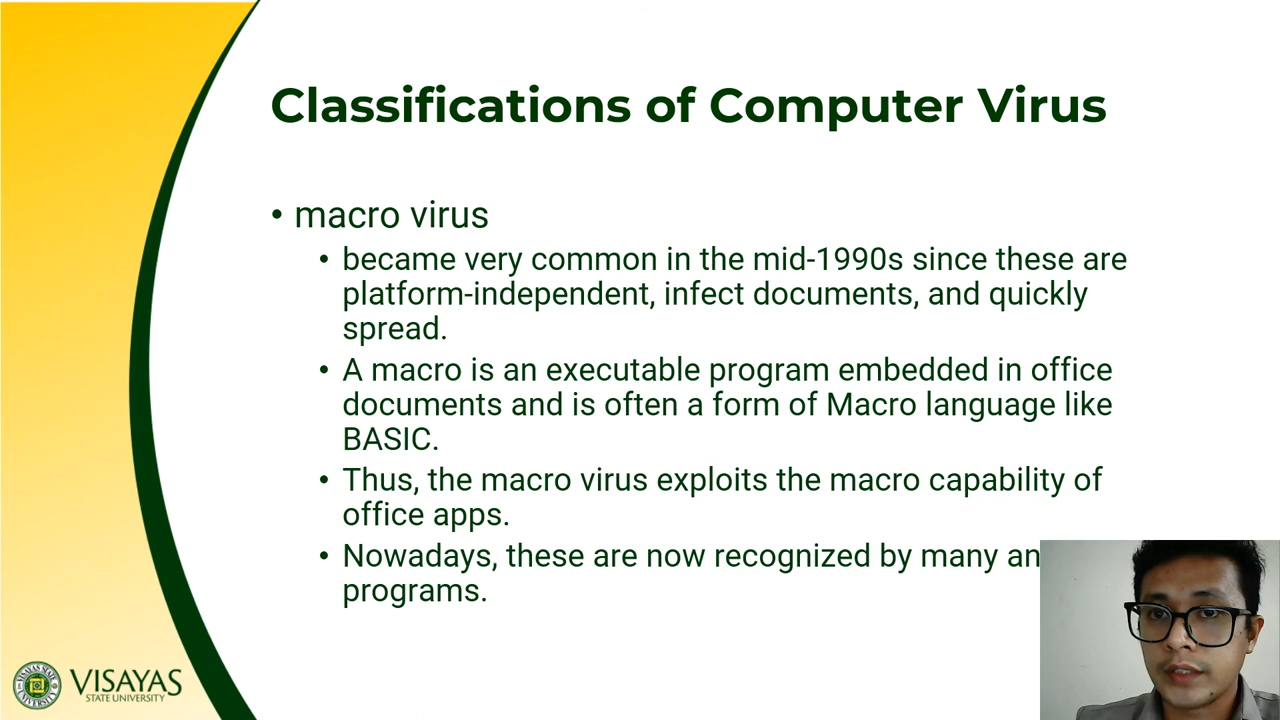 Classifications of Computer Virus
• macro virus
• became very common in the mid-1990s since these are
platform-independent, infect documents, and quickly
spread.
• A macro is an executable program embedded in office
documents and is often a form of Macro language like
BASIC.
• Thus, the macro virus exploits the macro capability of
office apps.
• Nowadays, these are now recognized by many
programs.
VISAYAS
STATE UNIVERSITY